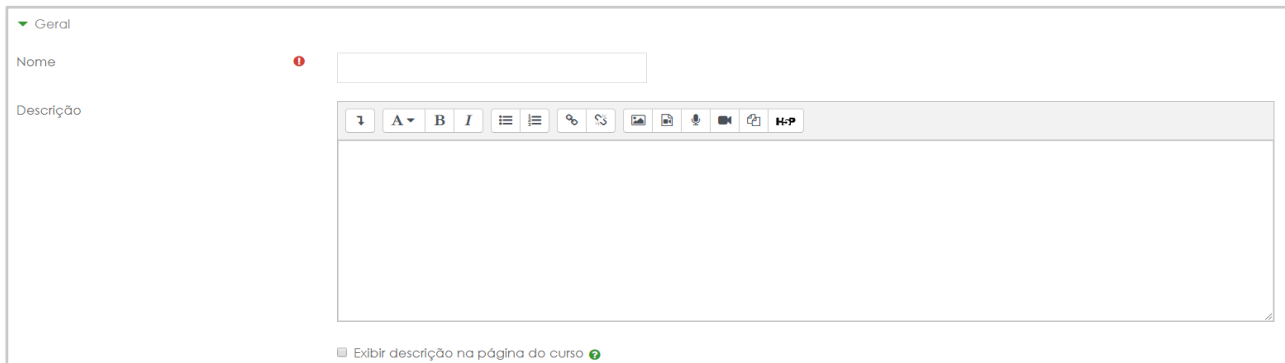 Geral
Nome
Descrição
A B I H5P
Exibir descrição na página do curso